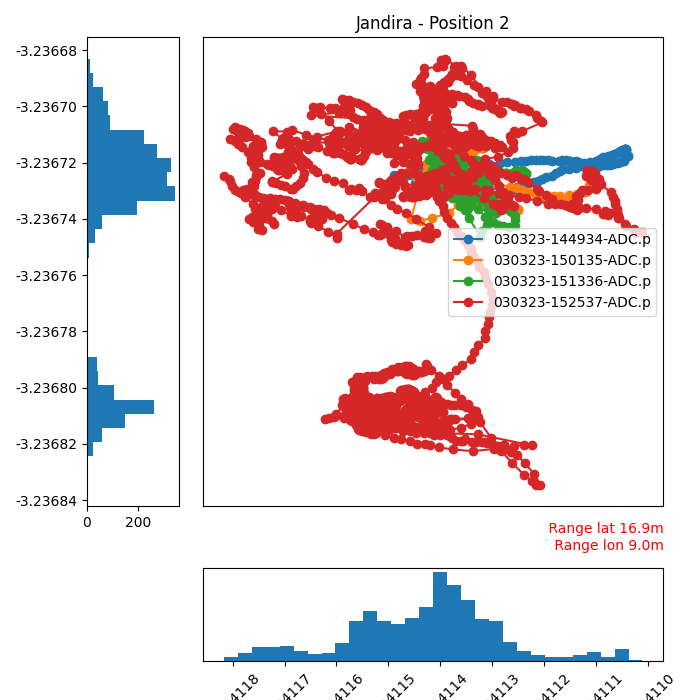 Jandira - Position 2
-3.23668
-3.23670
-3.23672
-3.23674
-3.23676
-3.23678
-3.23680
-3.23682
-3.23684
0 200
030323-144934-ADC.p
030323-150135-ADC.p
030323-151336-ADC.p
030323-152537-ADC.p
Range lat 16.9m
Range lon 9.0m
4118 4117 4116 4115 4114 4113 4112 4111 4110